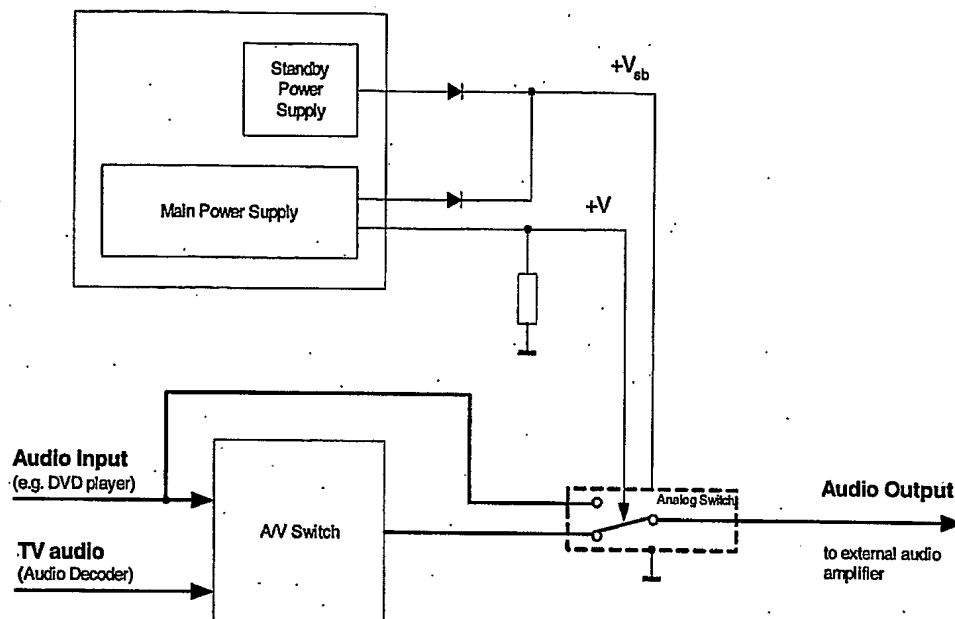 Standby
Power
Supply
+Vsb
Main Power Supply
+V
Audio Input
(e.g. DVD player)
A/V Switch
Analog Switch
Audio Output
TV audio
(Audio Decoder)
to external audio
amplifier